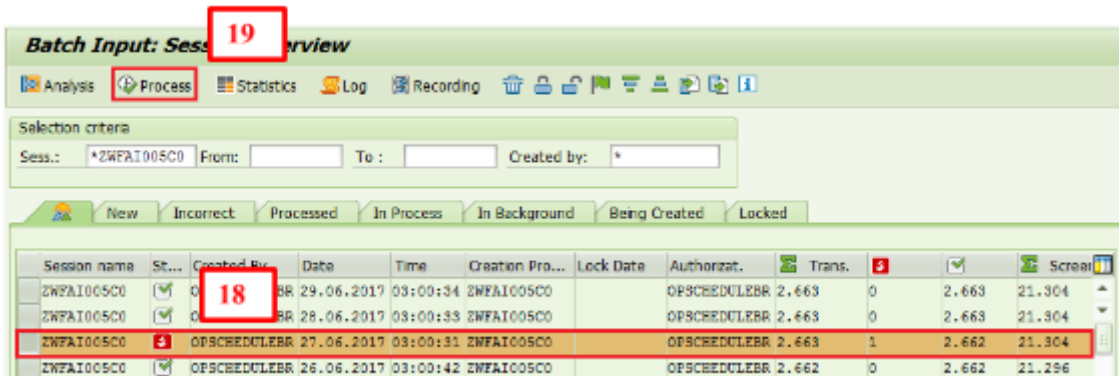 19
Batch Input: Sess erview
Analysis Process Statistics Log Recording
Selection criteria
Sess.: *ZWFAI005C0 From: To : Created by: *
New Incorrect Processed In Process In Background Being Created Locked
Session name St... Created By Date Time Creation Pro... Lock Date Authorizat. Trans. Screen
ZWFAI005C0 O BR 29.06.2017 03:00:34 ZWFAI005C0 OPSCHEDULEBR 2.663 0 2.663 21.304
18
ZWFAI005C0 O BR 28.06.2017 03:00:33 ZWFAI005C0 OPSCHEDULEBR 2.663 0 2.663 21.304
ZWFAI005C0 OPSCHEDULEBR 27.06.2017 03:00:31 ZWFAI005C0 OPSCHEDULEBR 2.663 1 2.662 21.304
ZWFAI005C0 OPSCHEDULEBR 26.06.2017 03:00:42 ZWFAI005C0 OPSCHEDULEBR 2.662 0 2.662 21.296